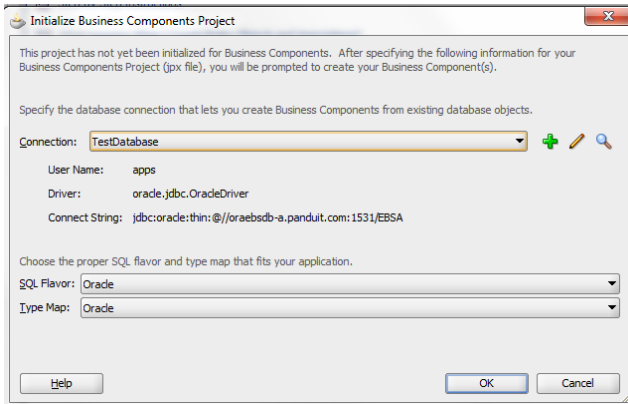 Initialize Business Components Project
This project has not yet been initialized for Business Components. After specifying the following information for your
Business Components Project (jpx file), you will be prompted to create your Business Component(s).
Specify the database connection that lets you create Business Components from existing database objects.
Connection: TestDatabase
User Name: apps
Driver: oracle.jdbc.OracleDriver
Connect String: jdbc:oracle:thin:@//oraebsdb-a.panduit.com:1531/EBSA
Choose the proper SQL flavor and type map that fits your application.
SQL Flavor: Oracle
Type Map: Oracle
Help OK Cancel